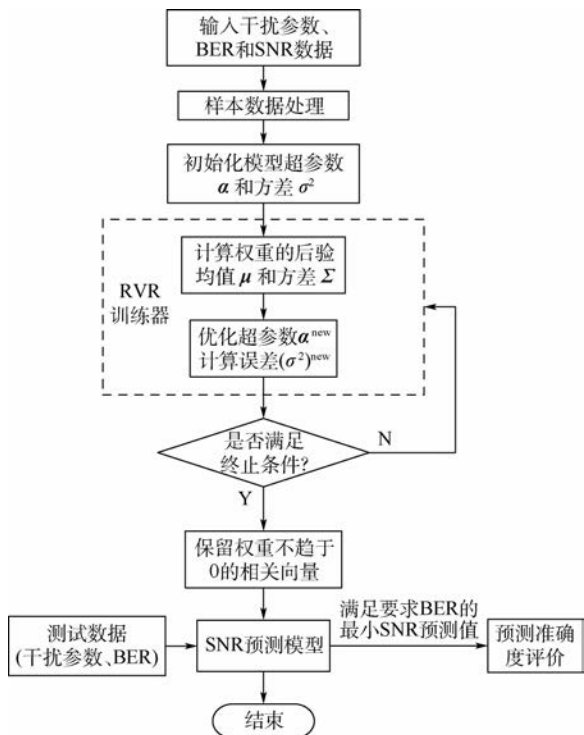 输入干扰参数、
BER和SNR数据
样本数据处理
初始化模型超参数
α 和方差 σ²
RVR
训练器
计算权重的后验
均值 μ 和方差 Σ
优化超参数αⁿᵉʷ
计算误差(σ²)ⁿᵉʷ
是否满足
终止条件?
N
Y
保留权重不趋于
0的相关向量
测试数据
(干扰参数、BER)
SNR预测模型
满足要求BER的
最小SNR预测值
预测准确
度评价
结束